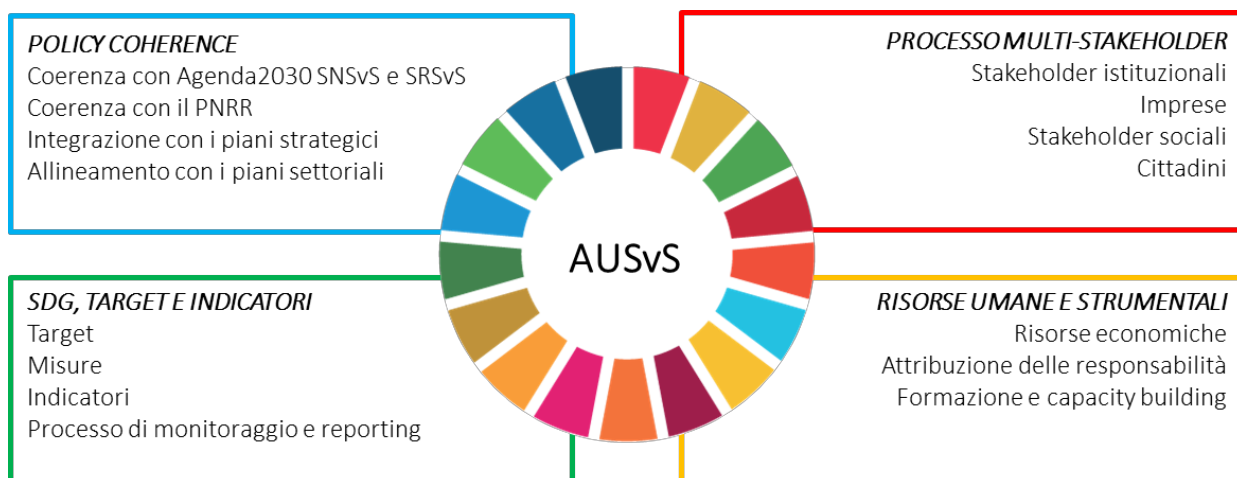 POLICY COHERENCE
Coerenza con Agenda2030 SNSvS e SRSvS
Coerenza con il PNRR
Integrazione con i piani strategici
Allineamento con i piani settoriali
PROCESSO MULTI-STAKEHOLDER
Stakeholder istituzionali
Imprese
Stakeholder sociali
Cittadini
AUSvS
SDG, TARGET E INDICATORI
Target
Misure
Indicatori
Processo di monitoraggio e reporting
RISORSE UMANE E STRUMENTALI
Risorse economiche
Attribuzione delle responsabilità
Formazione e capacity building